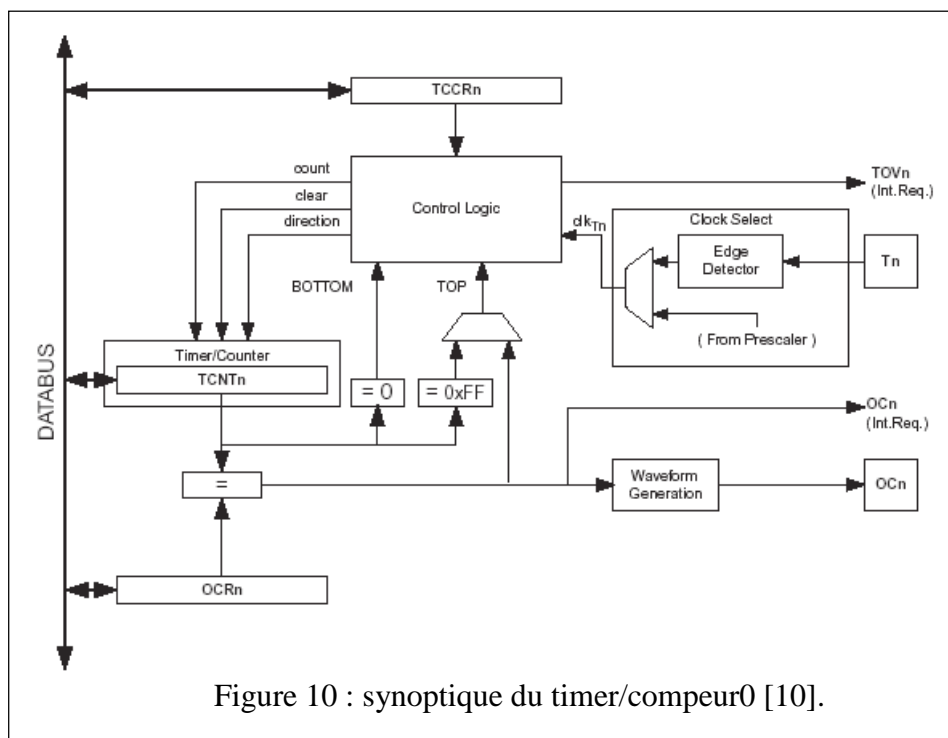 TCCRn
count
clear
direction
Control Logic
TOVn
(Int.Req.)
clkTn
Clock Select
Edge
Detector
Tn
( From Prescaler )
BOTTOM
TOP
Timer/Counter
TCNTn
= 0
= 0xFF
DATABUS
=
OCn
(Int.Req.)
Waveform
Generation
OCn
OCRn
Figure 10 : synoptique du timer/compeur0 [10].